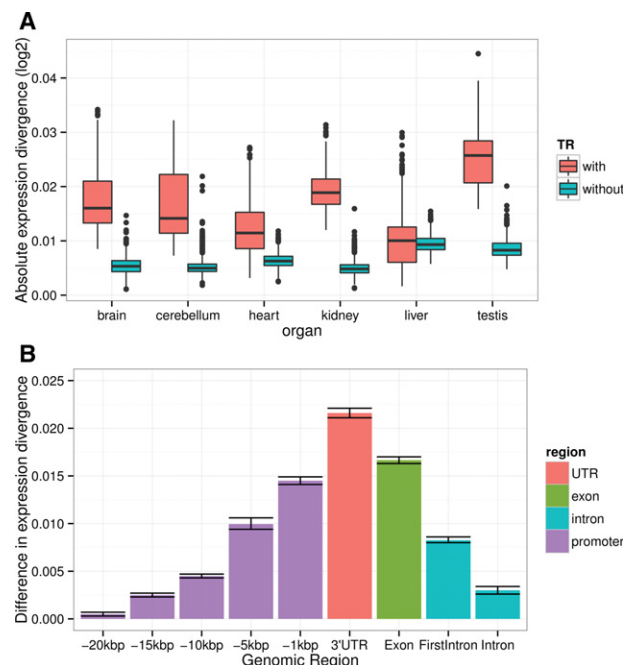 A
Absolute expression divergence (log2)
0.04
0.03
0.02
0.01
0.00
brain cerebellum heart kidney liver testis
organ
TR
with
without
B
Difference in expression divergence
0.025
0.020
0.015
0.010
0.005
0.000
−20kbp −15kbp −10kbp −5kbp −1kbp 3'UTR Exon FirstIntron Intron
Genomic Region
region
UTR
exon
intron
promoter